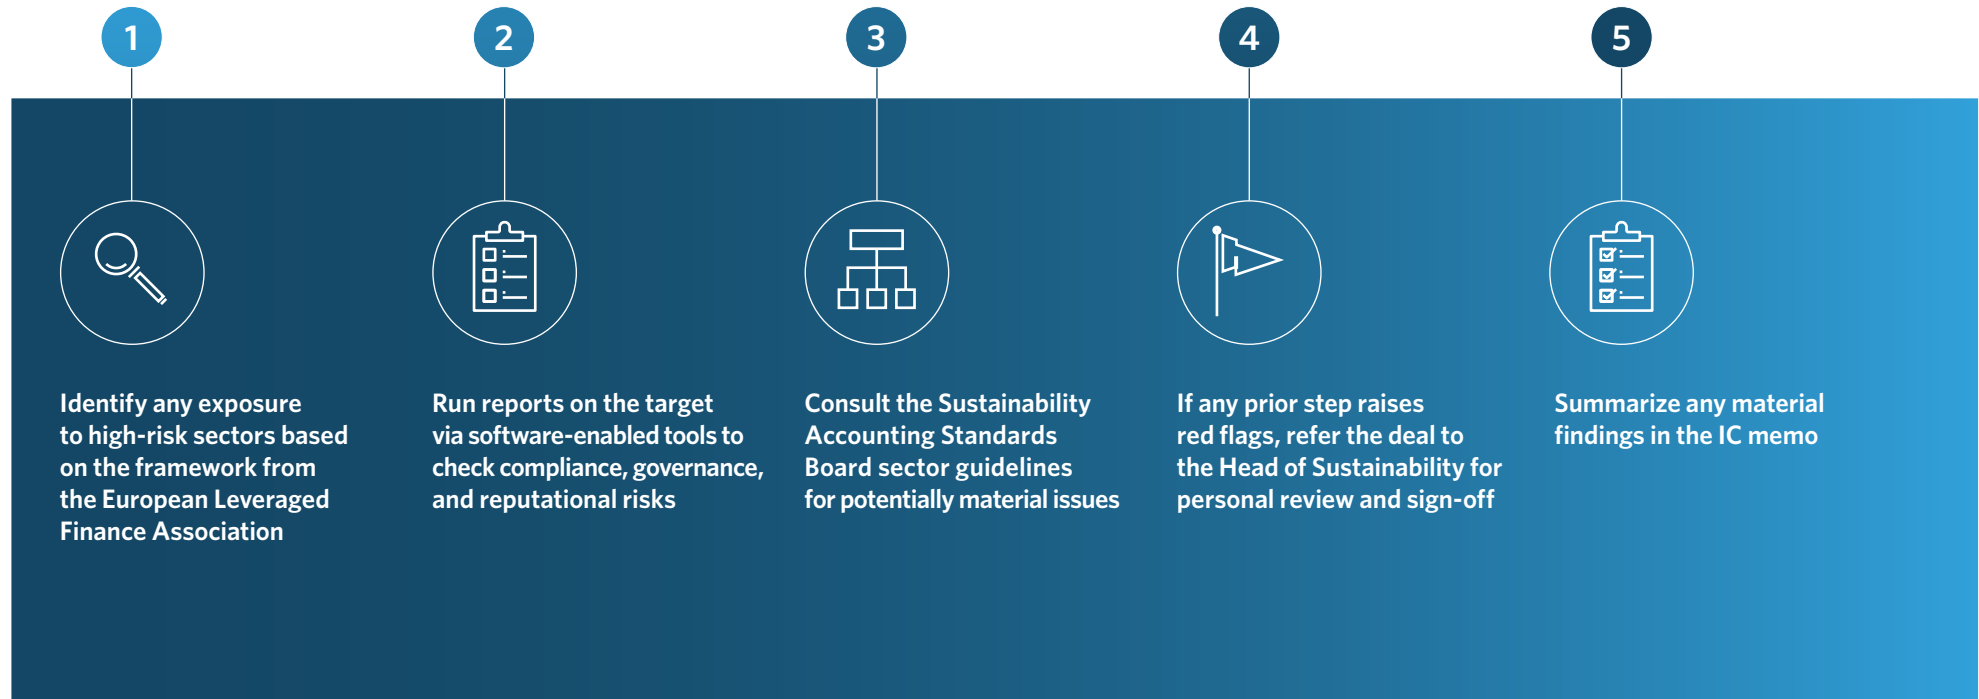 1
2
3
4
5
Identify any exposure
to high-risk sectors based
on the framework from
the European Leveraged
Finance Association
Run reports on the target
via software-enabled tools to
check compliance, governance,
and reputational risks
Consult the Sustainability
Accounting Standards
Board sector guidelines
for potentially material issues
If any prior step raises
red flags, refer the deal to
the Head of Sustainability for
personal review and sign-off
Summarize any material
findings in the IC memo